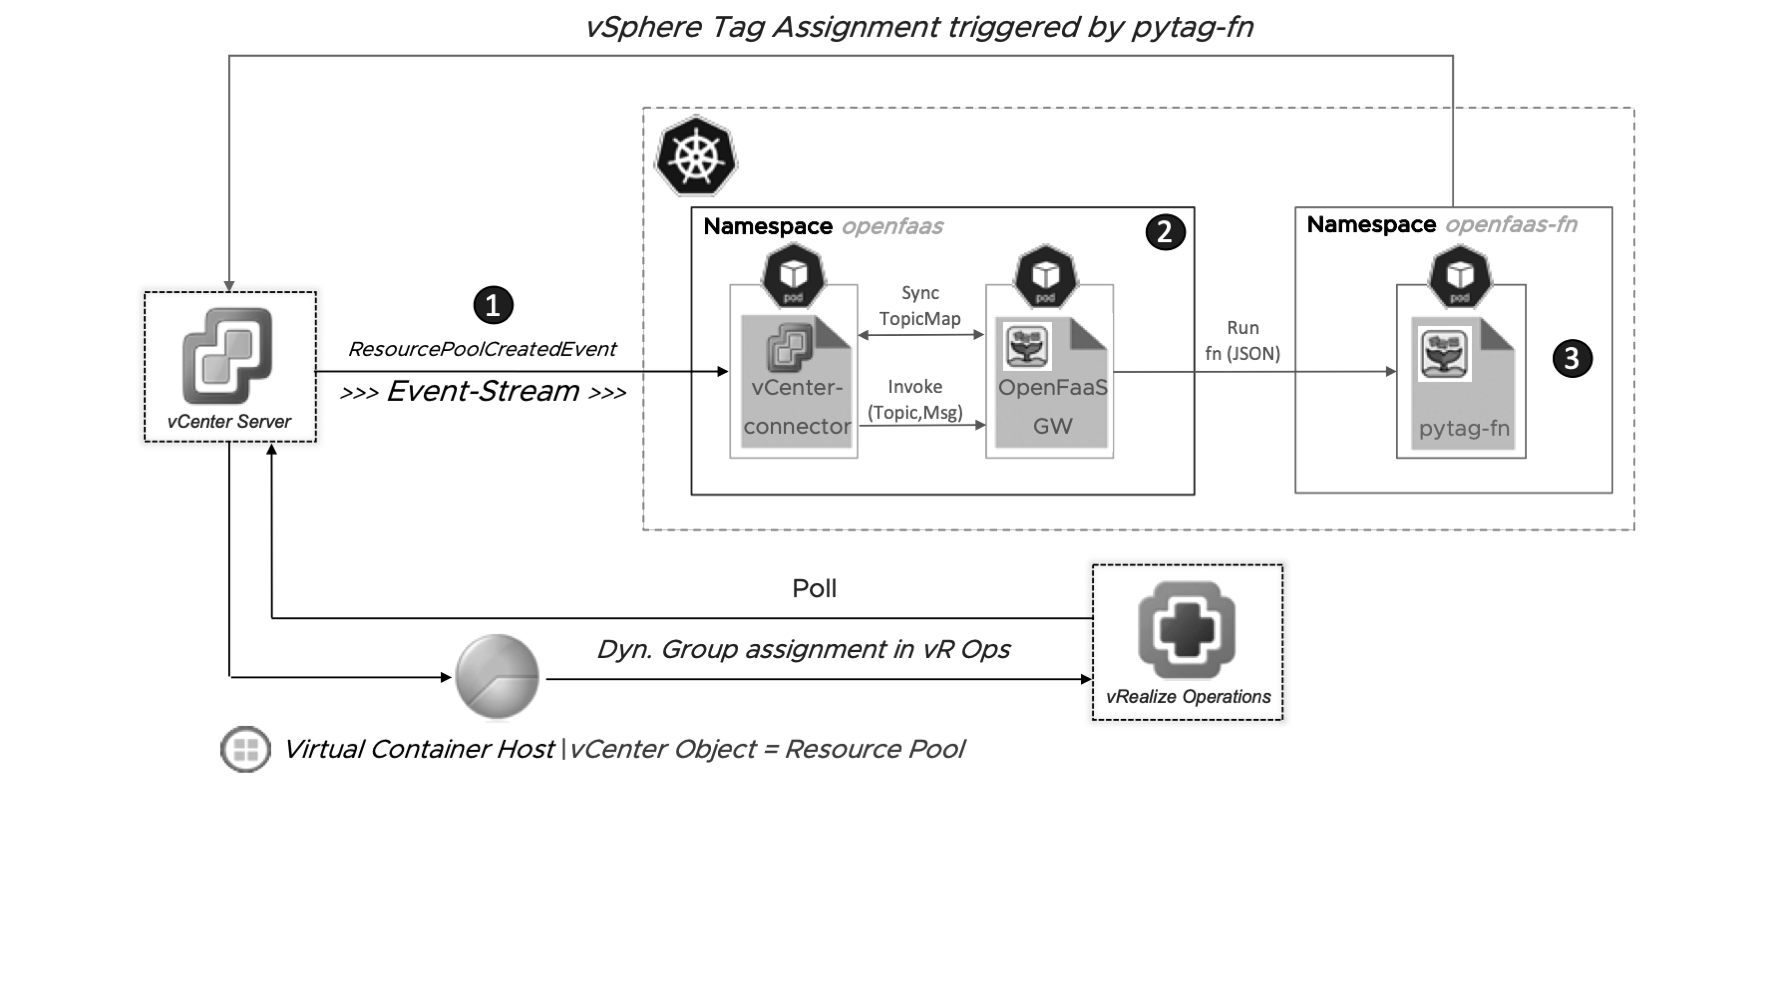 vSphere Tag Assignment triggered by pytag-fn
Namespace openfaas
2
Namespace openfaas-fn
pod
pod
pod
1
ResourcePoolCreatedEvent
>>> Event-Stream >>>
vCenter Server
Sync
TopicMap
Invoke
(Topic,Msg)
vCenter-
connector
OpenFaaS
GW
Run
fn (JSON)
3
pytag-fn
Poll
Dyn. Group assignment in vR Ops
vRealize Operations
Virtual Container Host | vCenter Object = Resource Pool